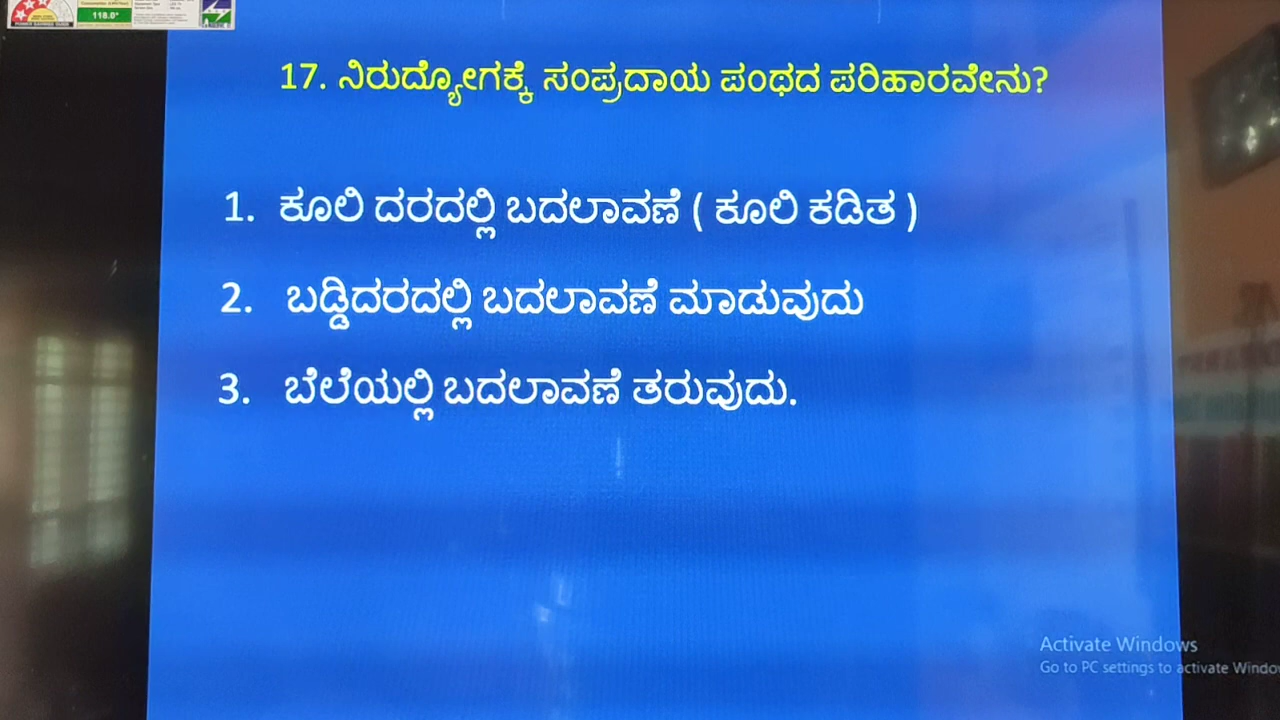 118.0*
17. ನಿರುದ್ಯೋಗಕ್ಕೆ ಸಂಪ್ರದಾಯ ಪಂಥದ ಪರಿಹಾರವೇನು?
1. ಕೂಲಿ ದರದಲ್ಲಿ ಬದಲಾವಣೆ ( ಕೂಲಿ ಕಡಿತ )
2. ಬಡ್ಡಿದರದಲ್ಲಿ ಬದಲಾವಣೆ ಮಾಡುವುದು
3. ಬೆಲೆಯಲ್ಲಿ ಬದಲಾವಣೆ ತರುವುದು.
Activate Windows
Go to PC settings to activate Windo